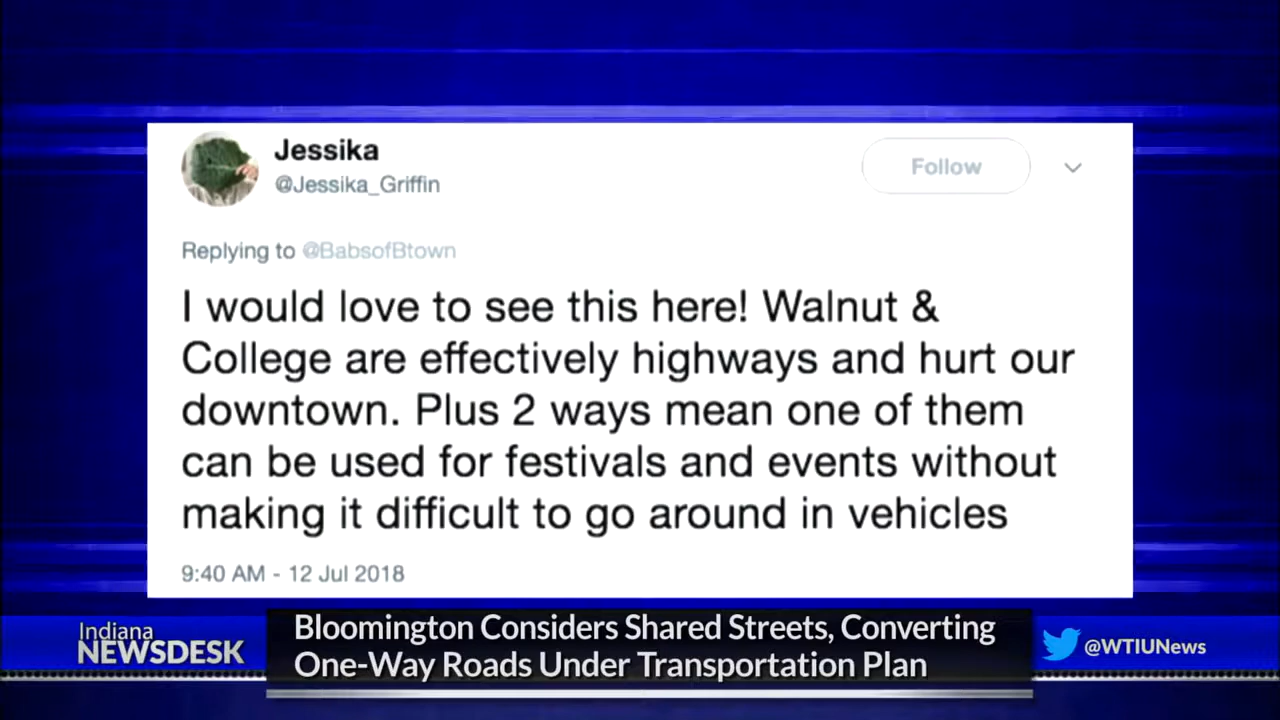 Jessika
@Jessika_Griffin
Follow
Replying to @BabsofBtown
I would love to see this here! Walnut &
College are effectively highways and hurt our
downtown. Plus 2 ways mean one of them
can be used for festivals and events without
making it difficult to go around in vehicles
9:40 AM - 12 Jul 2018
Indiana
NEWSDESK
Bloomington Considers Shared Streets, Converting
One-Way Roads Under Transportation Plan
@WTIUNews